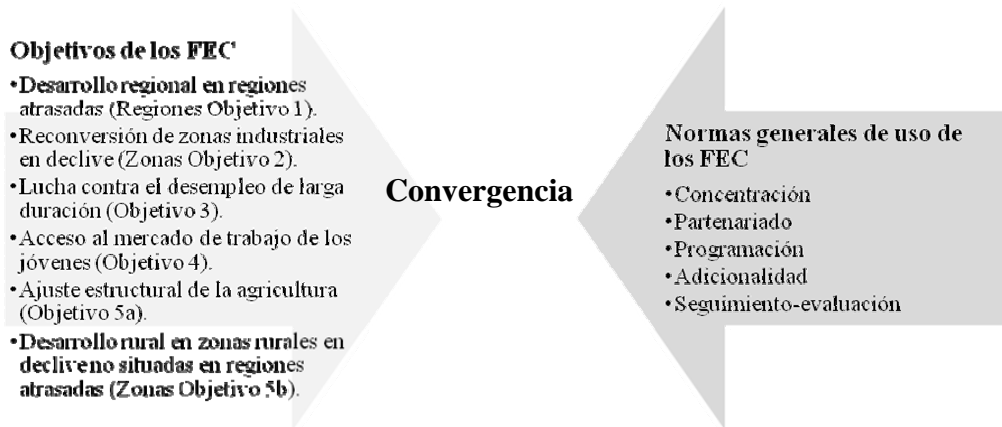 Objetivos de los FEC
•Desarrollo regional en regiones
atrasadas (Regiones Objetivo 1).
•Reconversión de zonas industriales
en declive (Zonas Objetivo 2).
•Lucha contra el desempleo de larga
duración (Objetivo 3).
•Acceso al mercado de trabajo de los
jóvenes (Objetivo 4).
•Ajuste estructural de la agricultura
(Objetivo 5a).
•Desarrollo rural en zonas rurales en
declive no situadas en regiones
atrasadas (Zonas Objetivo 5b).
Convergencia
Normas generales de uso de
los FEC
•Concentración
•Partenariado
•Programación
•Adicionalidad
•Seguimiento-evaluación